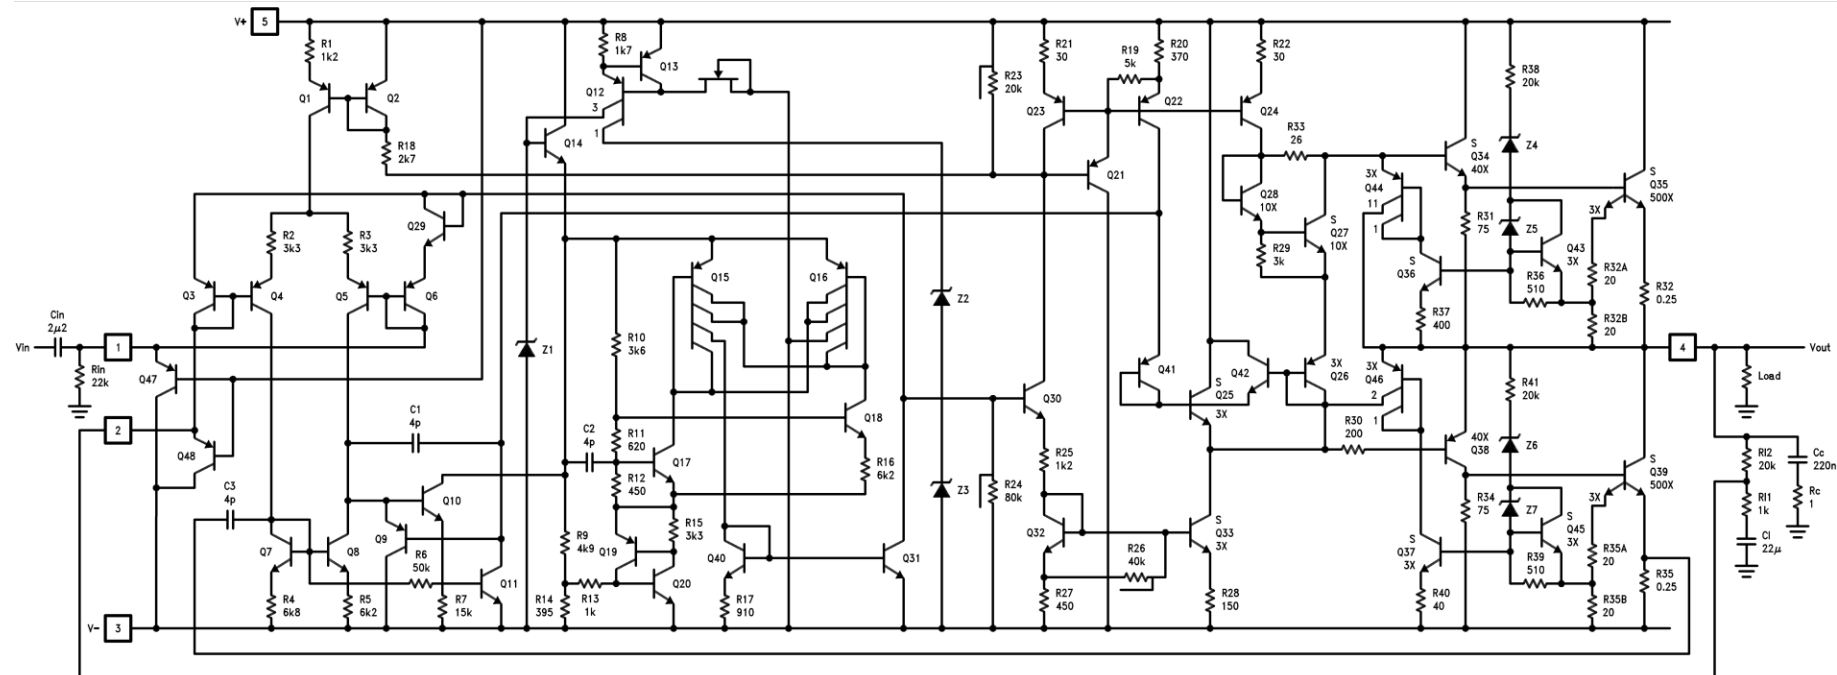 V+ 5
R1
1k2
Q1
Q2
R18
2k7
R8
1k7
Q13
Q12
3
1
Q14
R23
20k
R21
30
Q23
R19
5k
R20
370
Q22
R22
30
Q24
Q21
R33
26
Q28
10X
S
Q27
10X
R29
3k
3X
Q44
11
1
S
Q34
40X
R31
75
R38
20k
Z4
Z5
Q43
3X
R36
510
S
Q36
R37
400
S
Q35
500X
3X
R32A
20
R32B
20
R32
0.25
Q29
R2
3k3
R3
3k3
Q3
Q4
Q5
Q6
Cin
2µ2
Vin
1
Rin
22k
Q47
2
Q48
C3
4p
C1
4p
Z1
Q15
Q16
R10
3k6
Z2
Z3
C2
4p
R11
620
R12
450
Q17
Q18
R16
6k2
R15
3k3
Q19
Q20
R9
4k9
R14
395
R13
1k
Q40
R17
910
Q31
Q7
Q8
Q9
Q10
R6
50k
Q11
R4
6k8
R5
6k2
R7
15k
V- 3
Q30
R24
80k
R25
1k2
Q32
R26
40k
R27
450
Q41
S
Q25
3X
Q42
3X
Q26
S
Q33
3X
R28
150
R30
200
3X
Q46
2
1
40X
Q38
R34
75
R41
20k
Z6
Z7
S
Q45
3X
R39
510
S
Q37
3X
R40
40
S
Q39
500X
3X
R35A
20
R35B
20
R35
0.25
4
Vout
Load
Rl2
20k
Rl1
1k
Cl
22µ
Cc
220n
Rc
1